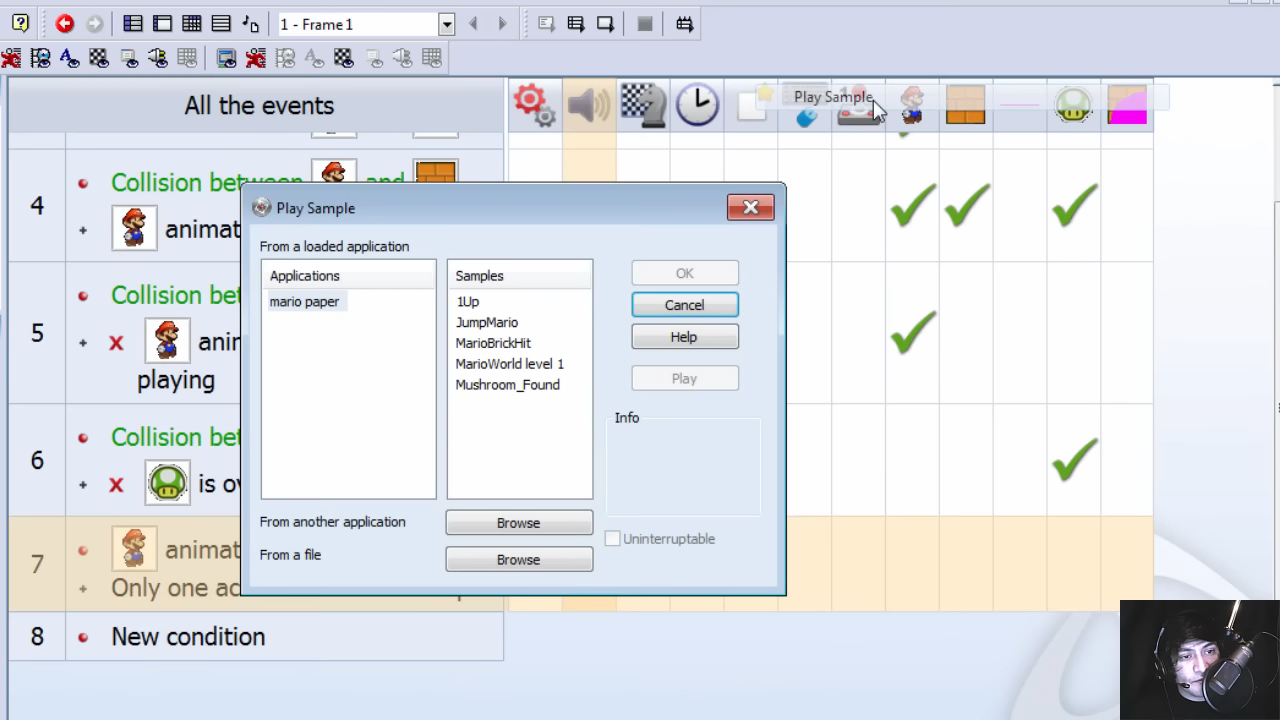 1 - Frame 1
All the events
Play Sample
4
Collision between and
animat
5
Collision bet
X anim
playing
6
Collision bet
X is ov
7
animat
Only one ac
8
New condition
Play Sample
From a loaded application
Applications
mario paper
Samples
1Up
JumpMario
MarioBrickHit
MarioWorld level 1
Mushroom_Found
OK
Cancel
Help
Play
Info
Uninterruptable
From another application
Browse
From a file
Browse